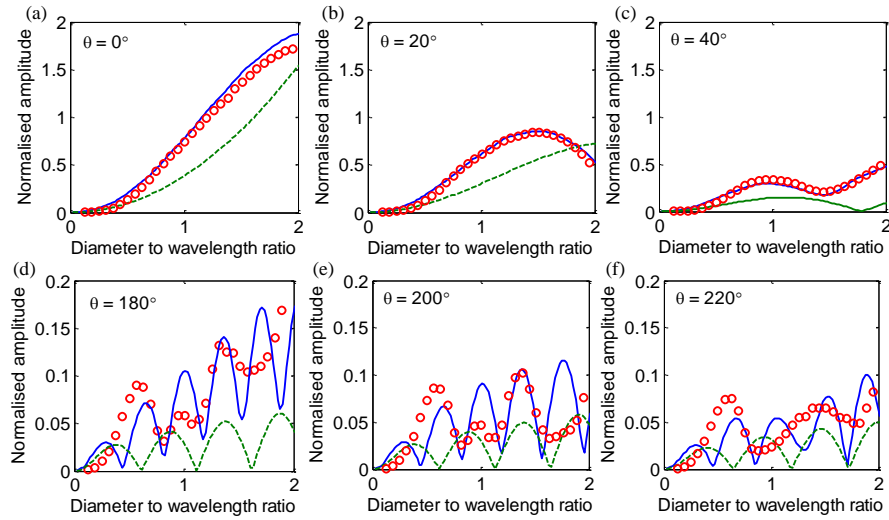 (a)
θ = 0°
Normalised amplitude
2
1.5
1
0.5
0
0
1
2
Diameter to wavelength ratio
(b)
θ = 20°
Normalised amplitude
2
1.5
1
0.5
0
0
1
2
Diameter to wavelength ratio
(c)
θ = 40°
Normalised amplitude
2
1.5
1
0.5
0
0
1
2
Diameter to wavelength ratio
(d)
θ = 180°
Normalised amplitude
0.2
0.15
0.1
0.05
0
0
1
2
Diameter to wavelength ratio
(e)
θ = 200°
Normalised amplitude
0.2
0.15
0.1
0.05
0
0
1
2
Diameter to wavelength ratio
(f)
θ = 220°
Normalised amplitude
0.2
0.15
0.1
0.05
0
0
1
2
Diameter to wavelength ratio